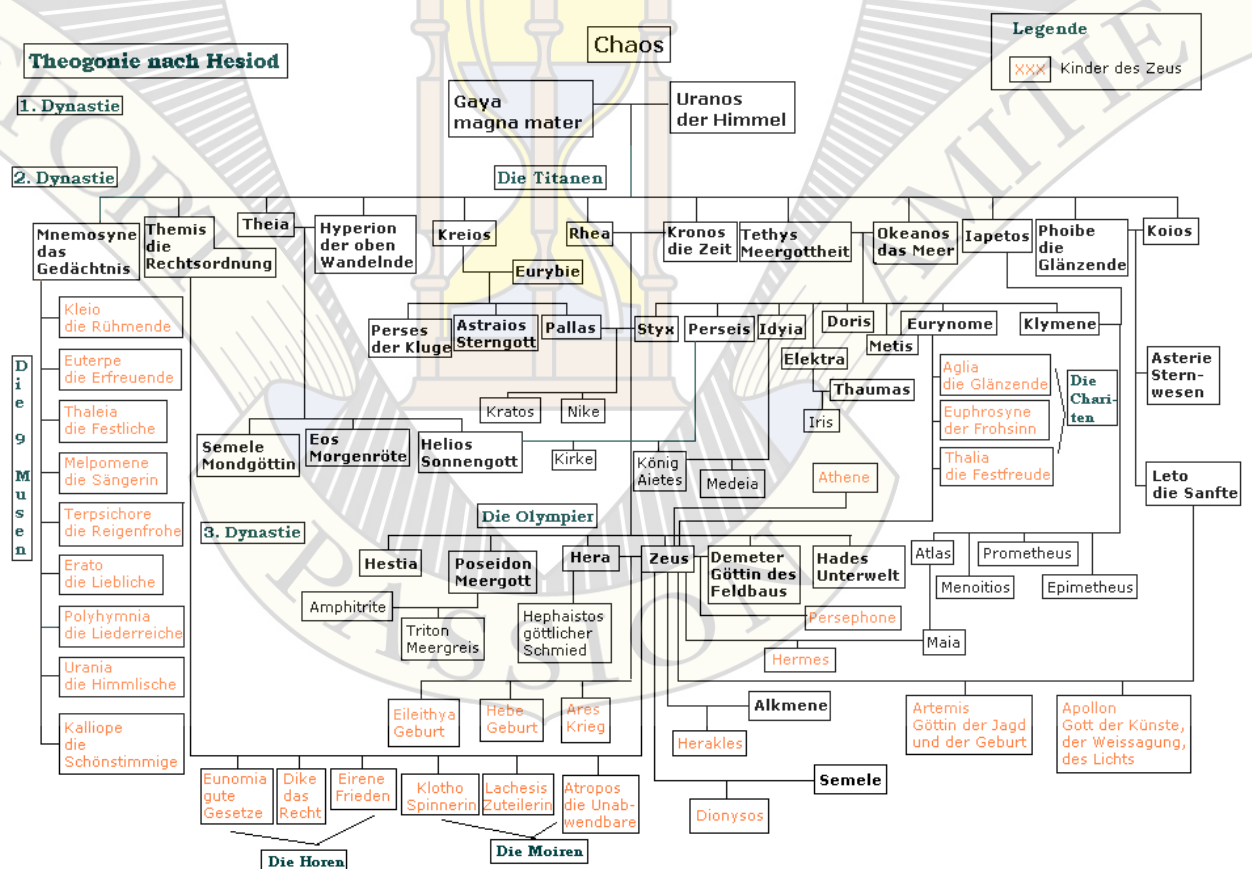 Chaos
Legende
xxx
Kinder des Zeus
Theogonie nach Hesiod
1. Dynastie
Gaya
magna mater
Uranos
der Himmel
2. Dynastie
Die Titanen
Mnemosyne
das
Gedächtnis
Themis
die
Rechtsordnung
Theia
Hyperion
der oben
Wandelnde
Kreios
Rhea
Kronos
die Zeit
Tethys
Meergottheit
Okeanos
das Meer
Iapetos
Phoibe
die
Glänzende
Koios
Eurybie
Perses
der Kluge
Astraios
Sterngott
Pallas
Styx
Perseis
Idyia
Doris
Metis
Eurynome
Klymene
Elektra
Thaumas
Iris
Kratos
Nike
Asterie
Stern-
wesen
Leto
die Sanfte
Aglia
die Glänzende
Euphrosyne
der Frohsinn
Thalia
die Festfreude
Die
Chari-
ten
Die 9 Musen
Kleio
die Rühmende
Euterpe
die Erfreuende
Thaleia
die Festliche
Melpomene
die Sängerin
Terpsichore
die Reigenfrohe
Erato
die Liebliche
Polyhymnia
die Liederreiche
Urania
die Himmlische
Kalliope
die
Schönstimmige
Semele
Mondgöttin
Eos
Morgenröte
Helios
Sonnengott
Kirke
König
Aietes
Medeia
Athene
3. Dynastie
Die Olympier
Hestia
Poseidon
Meergott
Hera
Zeus
Demeter
Göttin des
Feldbaus
Hades
Unterwelt
Atlas
Prometheus
Menoitios
Epimetheus
Amphitrite
Triton
Meergreis
Hephaistos
göttlicher
Schmied
Persephone
Maia
Hermes
Eileithya
Geburt
Hebe
Geburt
Ares
Krieg
Alkmene
Herakles
Artemis
Göttin der Jagd
und der Geburt
Apollon
Gott der Künste,
der Weissagung,
des Lichts
Eunomia
gute
Gesetze
Dike
das
Recht
Eirene
Frieden
Klotho
Spinnerin
Lachesis
Zuteilerin
Atropos
die Unab-
wendbare
Semele
Dionysos
Die Horen
Die Moiren
FORT
PASSION
AMITIE